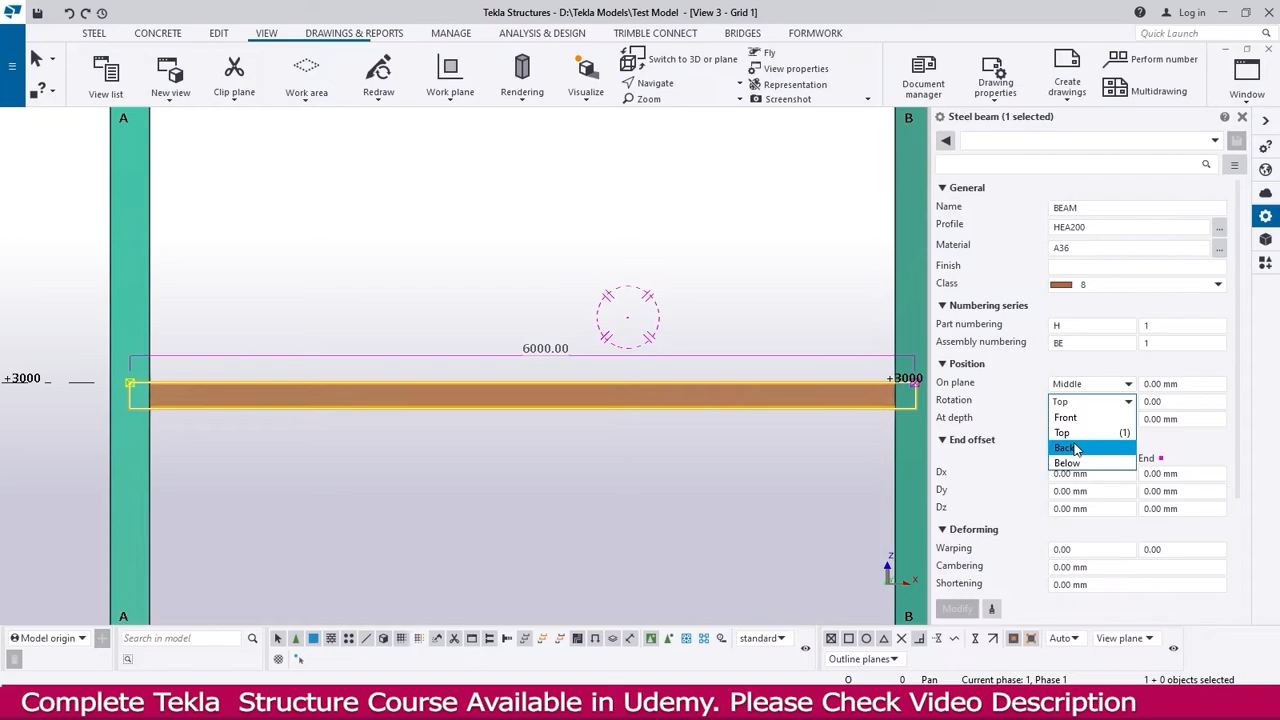 Tekla Structures - D:\Tekla Models\Test Model - [View 3 - Grid 1]
Log in
STEEL CONCRETE EDIT VIEW DRAWINGS & REPORTS MANAGE ANALYSIS & DESIGN TRIMBLE CONNECT BRIDGES FORMWORK Quick Launch
View list New view Clip plane Work area Redraw Work plane Rendering Visualize
Switch to 3D or plane
Navigate
Zoom
Fly
View properties
Representation
Screenshot
Document manager
Drawing properties
Create drawings
Perform number
Multidrawing
Window
A B
Steel beam (1 selected)
General
Name BEAM
Profile HEA200 ...
Material A36 ...
Finish
Class 8
Numbering series
Part numbering H 1
Assembly numbering BE 1
Position
On plane Middle 0.00 mm
Rotation Top 0.00
Front
At depth 0.00 mm
Top (1)
End offset
Back
End
Below
Dx 0.00 mm 0.00 mm
Dy 0.00 mm 0.00 mm
Dz 0.00 mm 0.00 mm
Deforming
Warping 0.00 0.00
Cambering 0.00 mm
Shortening 0.00 mm
Modify
6000.00
+3000 +3000
z
x
A B
Model origin Search in model standard Auto View plane
Outline planes
O 0 Pan Current phase: 1, Phase 1 1 + 0 objects selected
Complete Tekla Structure Course Available in Udemy. Please Check Video Description